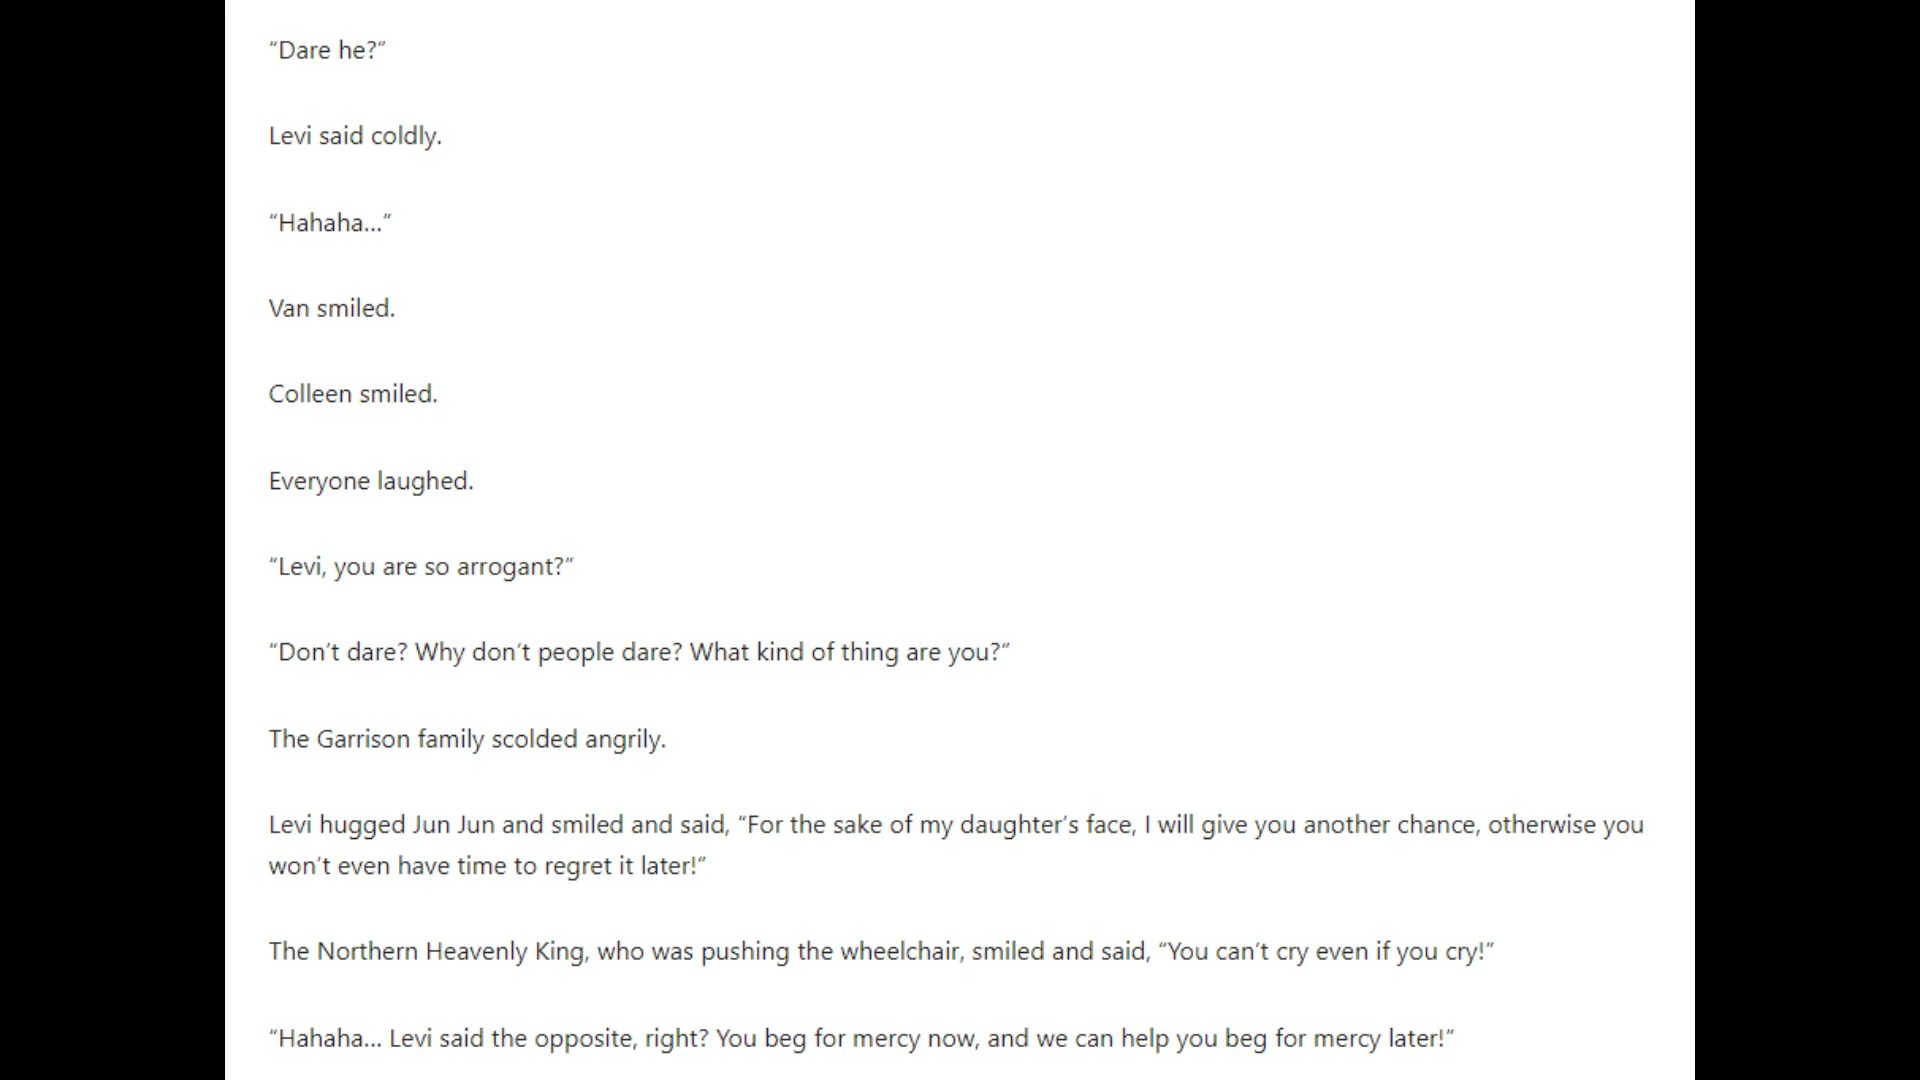 “Dare he?”
Levi said coldly.
“Hahaha…”
Van smiled.
Colleen smiled.
Everyone laughed.
“Levi, you are so arrogant?”
“Don’t dare? Why don’t people dare? What kind of thing are you?”
The Garrison family scolded angrily.
Levi hugged Jun Jun and smiled and said, “For the sake of my daughter’s face, I will give you another chance, otherwise you
won’t even have time to regret it later!”
The Northern Heavenly King, who was pushing the wheelchair, smiled and said, “You can’t cry even if you cry!”
“Hahaha… Levi said the opposite, right? You beg for mercy now, and we can help you beg for mercy later!”